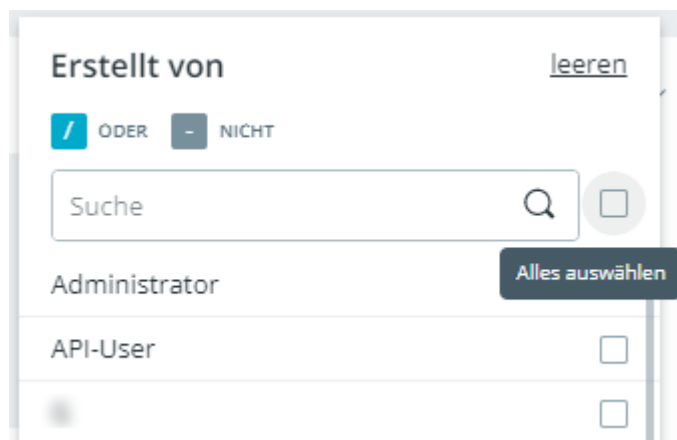 Erstellt von leeren
/ ODER - NICHT
Suche
Alles auswählen
Administrator
API-User